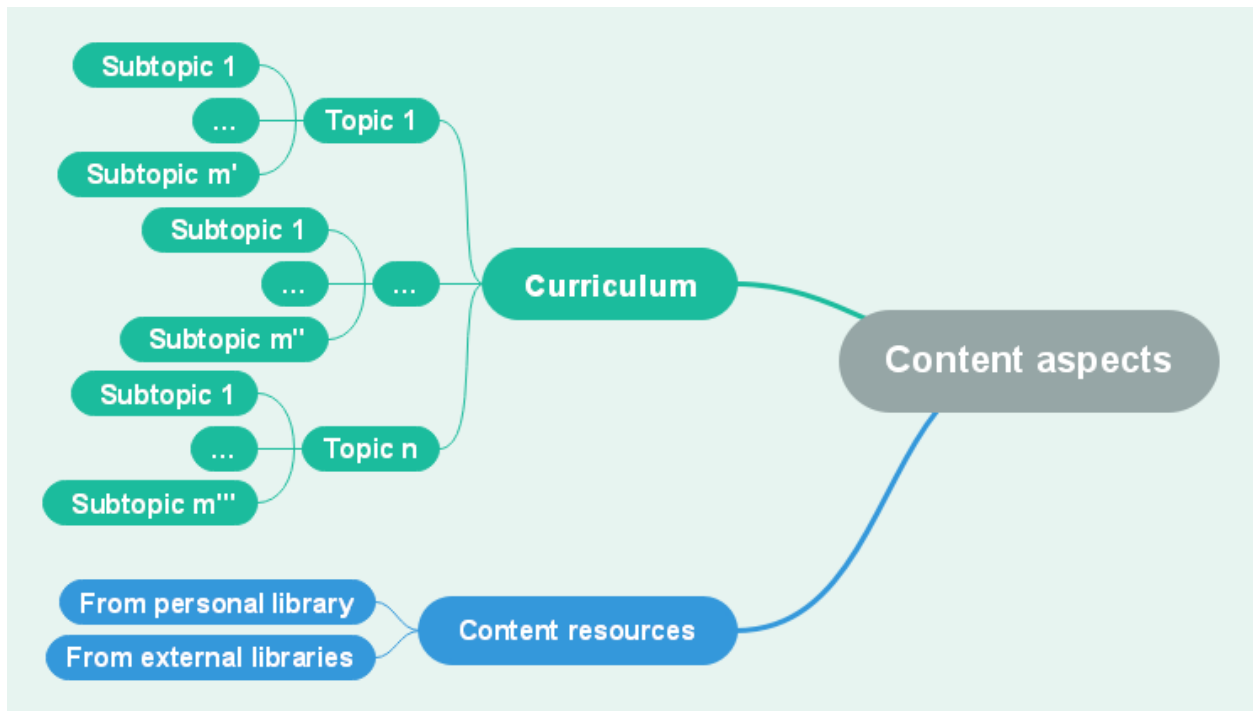 Subtopic 1
...
Topic 1
Subtopic m'
Subtopic 1
...
...
Curriculum
Subtopic m''
Content aspects
Subtopic 1
...
Topic n
Subtopic m'''
From personal library
Content resources
From external libraries